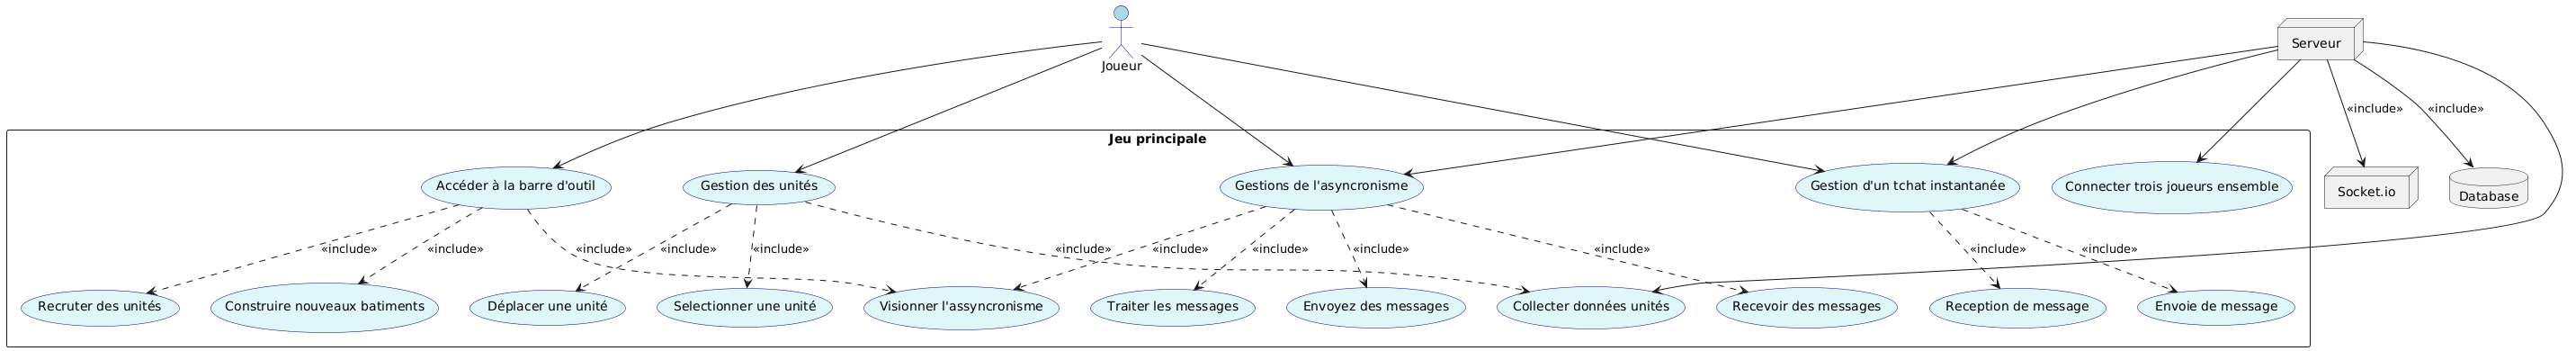 Joueur
Serveur
«include»
«include»
Jeu principale
Accéder à la barre d'outil
Gestion des unités
Gestions de l'asyncronisme
Gestion d'un tchat instantanée
Connecter trois joueurs ensemble
Socket.io
Database
«include»
«include»
«include»
«include»
«include»
«include»
«include»
«include»
«include»
«include»
«include»
«include»
Recruter des unités
Construire nouveaux batiments
Déplacer une unité
Selectionner une unité
Visionner l'assyncronisme
Traiter les messages
Envoyez des messages
Collecter données unités
Recevoir des messages
Reception de message
Envoie de message